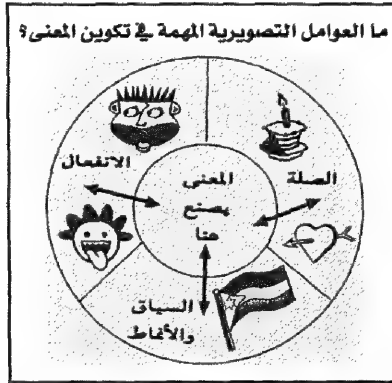 ما العوامل التصويرية المهمة في تكوين المعنى؟
الانفعال
الصلة
المعنى
يصنع
هنا
السياق
والأنماط